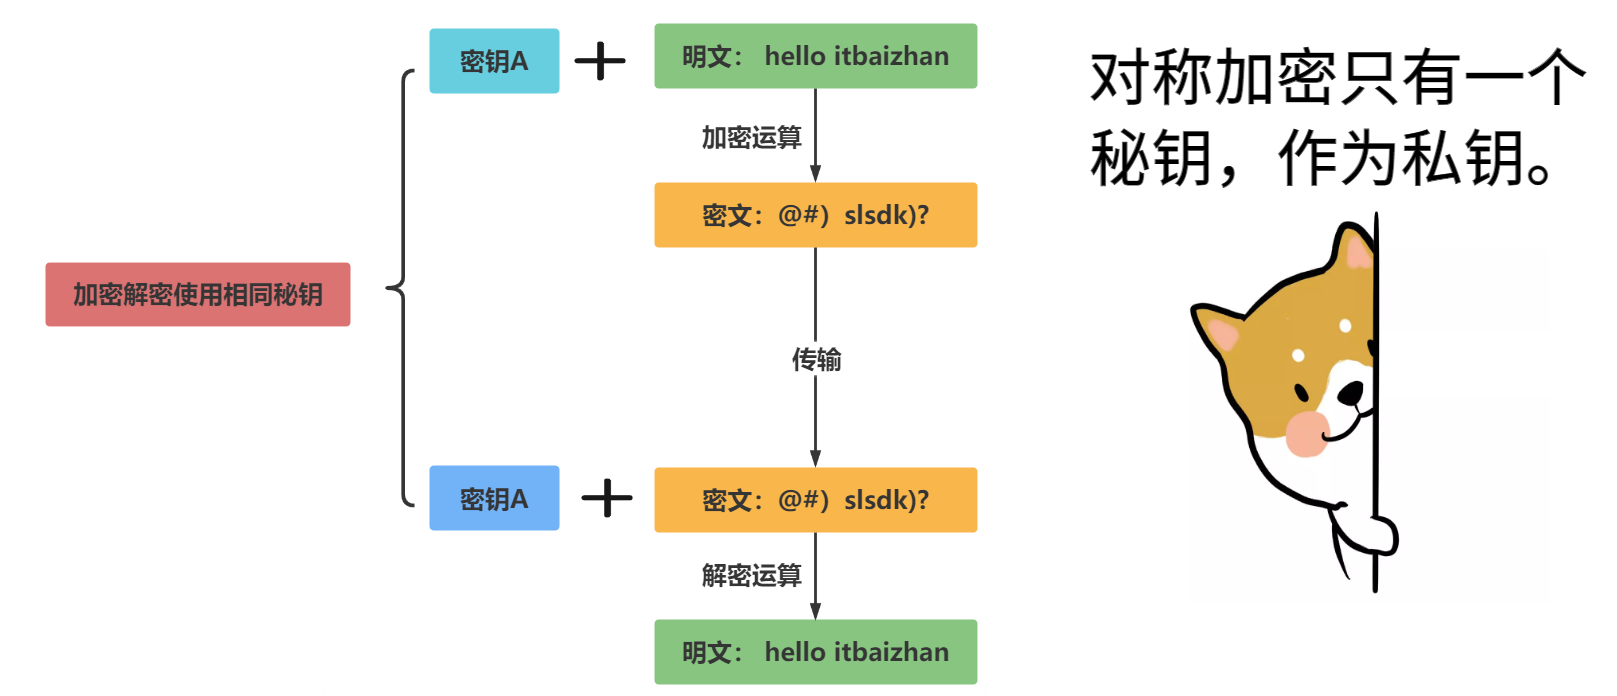 加密解密使用相同秘钥
密钥A
明文： hello itbaizhan
加密运算
密文：@#）slsdk)?
传输
密钥A
密文：@#）slsdk)?
解密运算
明文： hello itbaizhan
对称加密只有一个
秘钥，作为私钥。